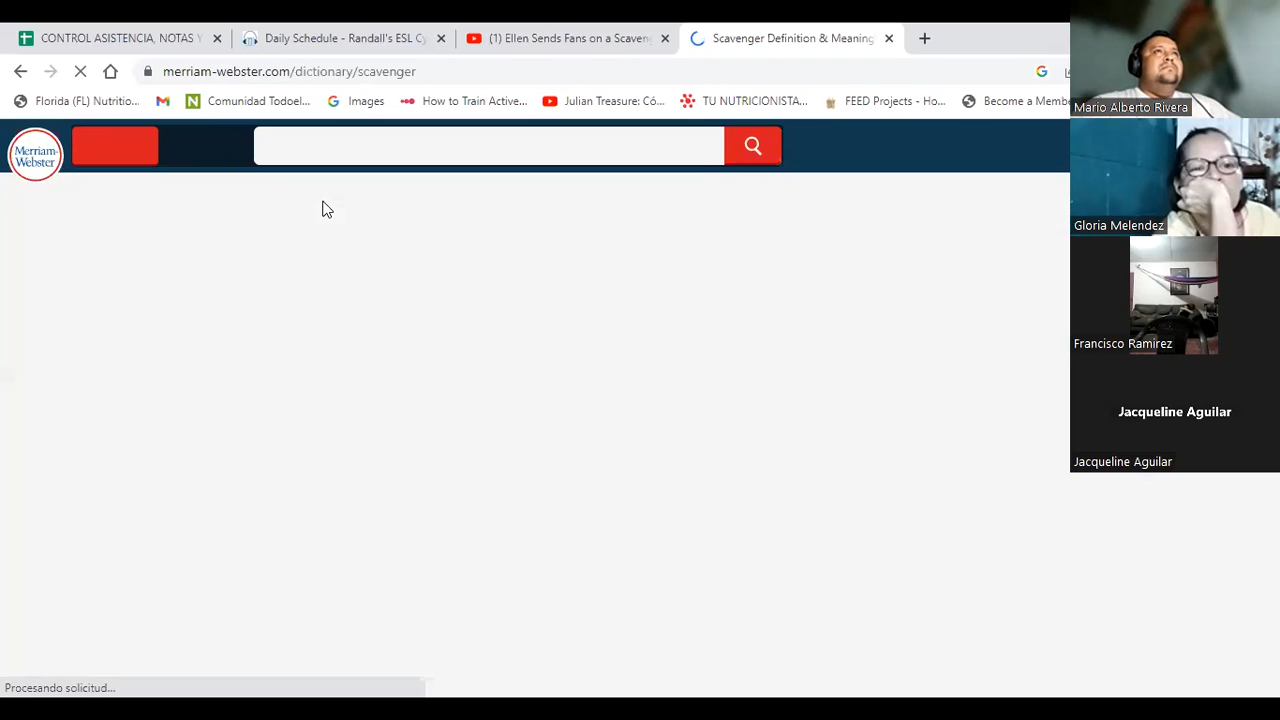 CONTROL ASISTENCIA, NOTAS Y
Daily Schedule - Randall's ESL Cy
(1) Ellen Sends Fans on a Scaveng
Scavenger Definition & Meaning
merriam-webster.com/dictionary/scavenger
Florida (FL) Nutritio...
Comunidad Todoel...
Images
How to Train Active...
Julian Treasure: Có...
TU NUTRICIONISTA...
FEED Projects - Ho...
Become a Membe
Merriam-
Webster
Mario Alberto Rivera
Gloria Melendez
Francisco Ramirez
Jacqueline Aguilar
Jacqueline Aguilar
Procesando solicitud...